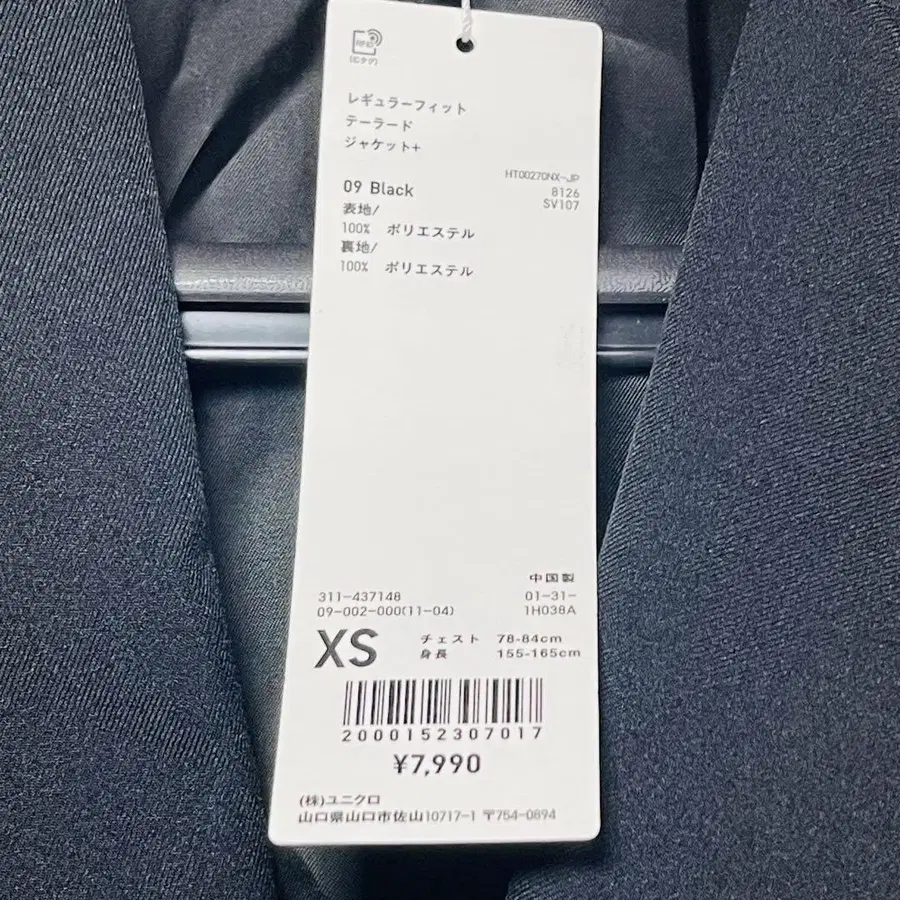 RFID
(ICタグ)
レギュラーフィット
テーラード
ジャケット+
HT00270NX-JP
09 Black
8126
表地/
SV107
100% ポリエステル
裏地/
100% ポリエステル
中国製
311-437148
01-31-
09-002-000(11-04)
1H038A
XS
チェスト 78-84cm
身長 155-165cm
2000152307017
¥7,990
(株)ユニクロ
山口県山口市佐山10717-1 〒754-0894